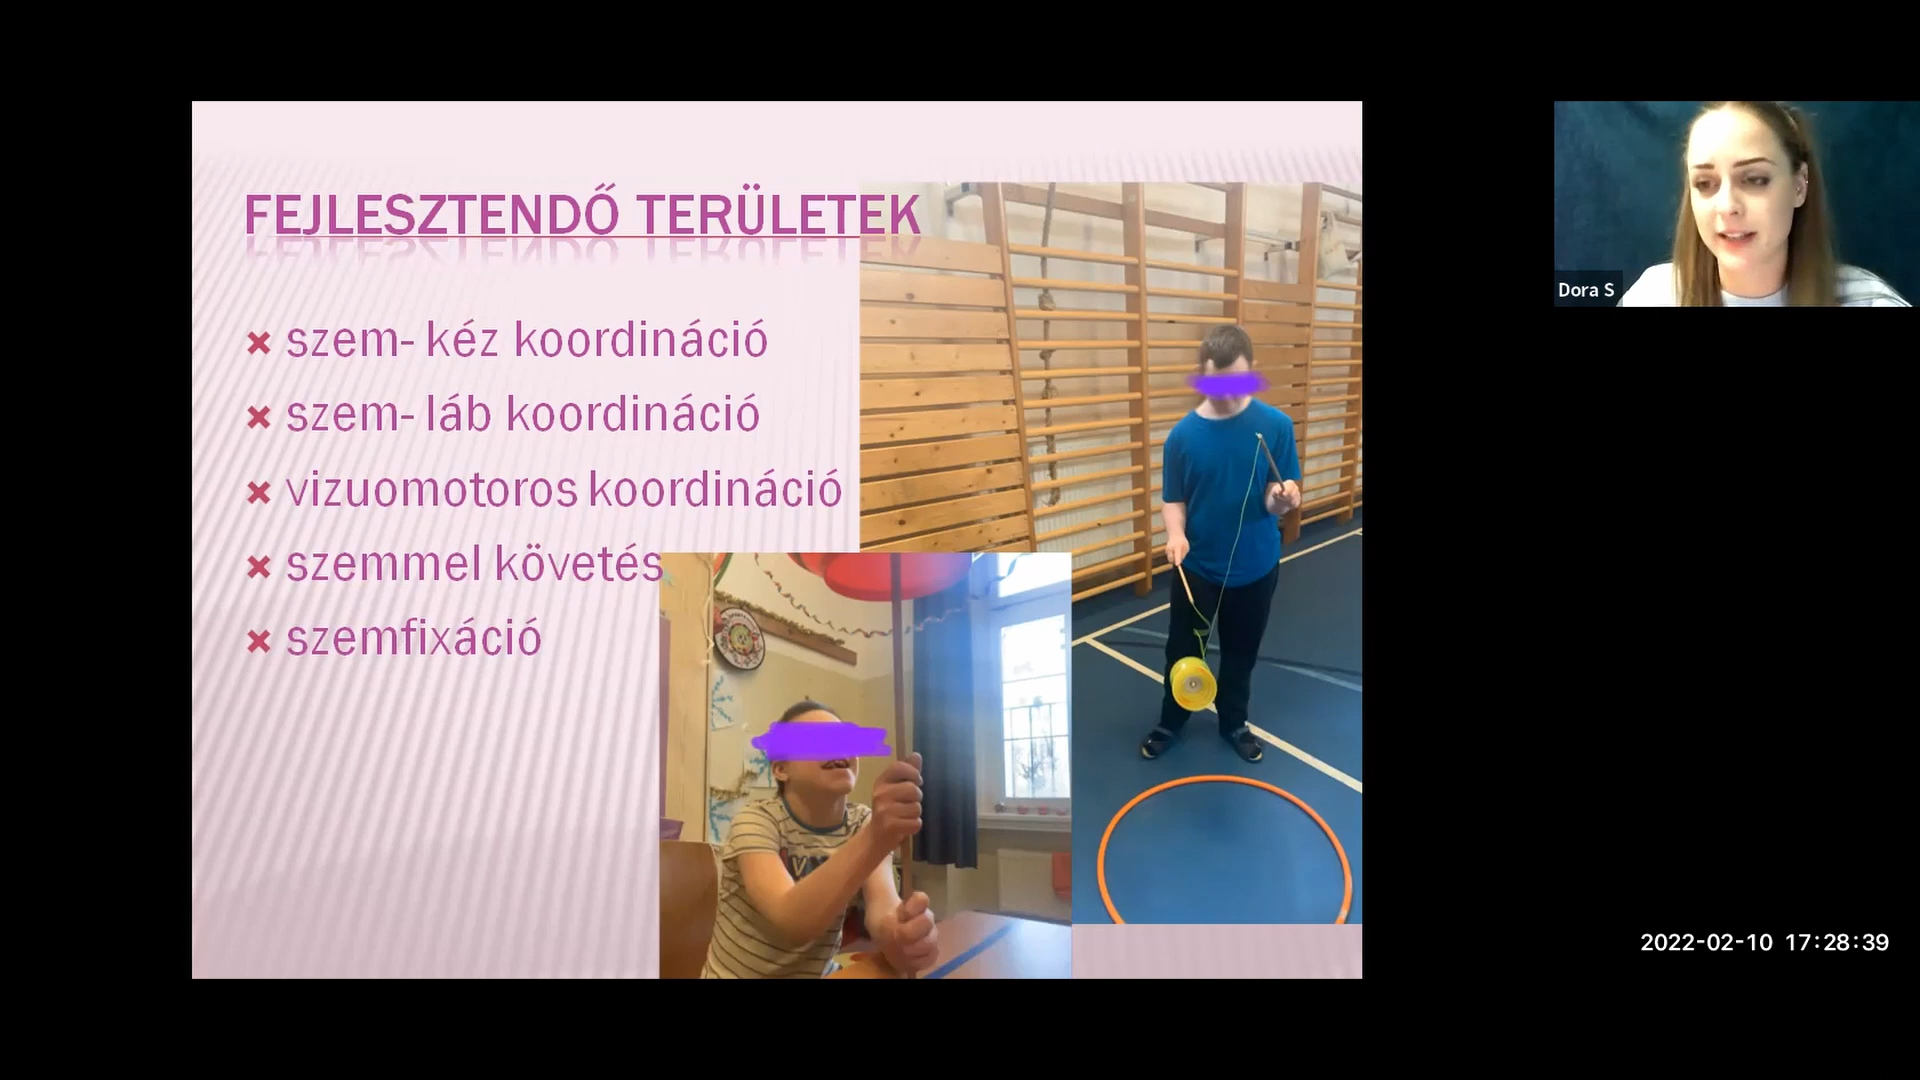 FEJLESZTENDŐ TERÜLETEK
szem- kéz koordináció
szem- láb koordináció
vizuomotoros koordináció
szemmel követés
szemfixáció
Dora S
2022-02-10 17:28:39